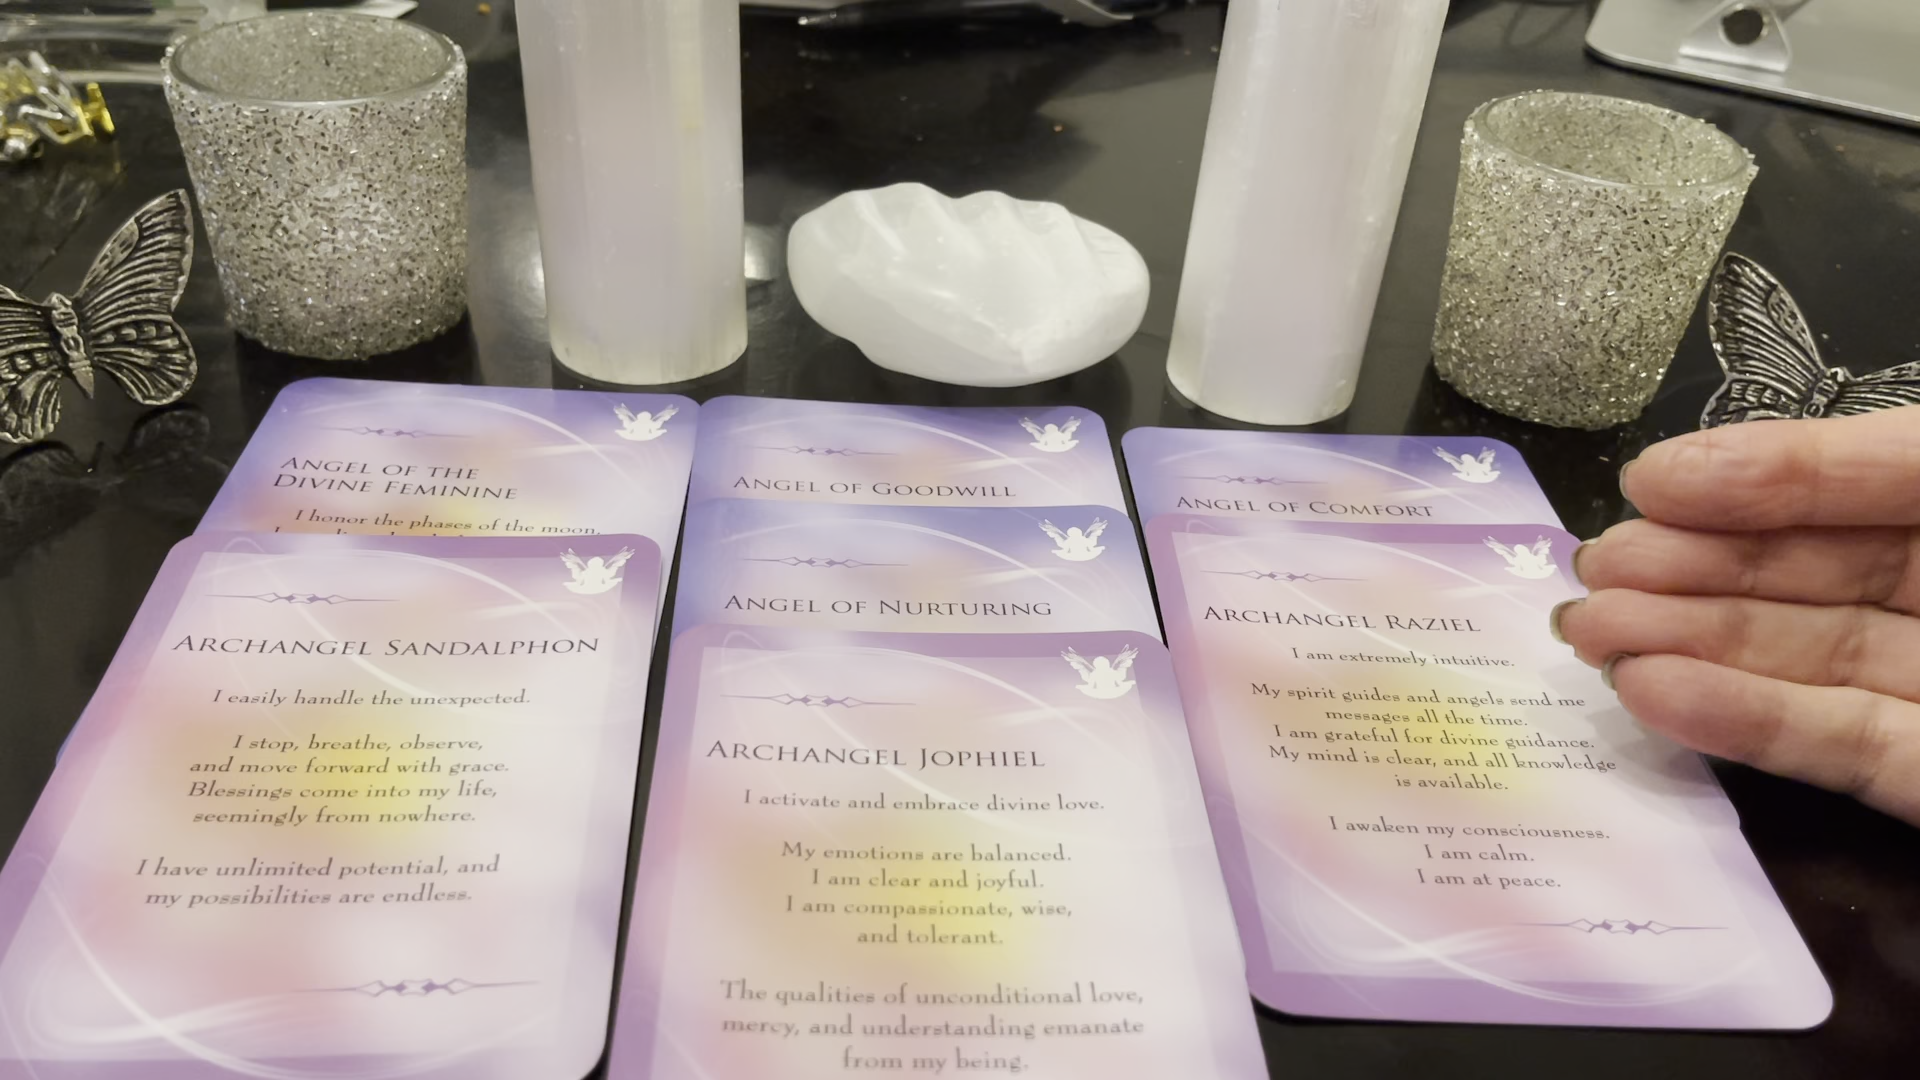 ANGEL OF THE
DIVINE FEMININE
I honor the phases of the moon,
ARCHANGEL SANDALPHON
I easily handle the unexpected.
I stop, breathe, observe,
and move forward with grace.
Blessings come into my life,
seemingly from nowhere.
I have unlimited potential, and
my possibilities are endless.
ANGEL OF GOODWILL
ANGEL OF NURTURING
ARCHANGEL JOPHIEL
I activate and embrace divine love.
My emotions are balanced.
I am clear and joyful.
I am compassionate, wise,
and tolerant.
The qualities of unconditional love,
mercy, and understanding emanate
from my being.
ANGEL OF COMFORT
ARCHANGEL RAZIEL
I am extremely intuitive.
My spirit guides and angels send me
messages all the time.
I am grateful for divine guidance.
My mind is clear, and all knowledge
is available.
I awaken my consciousness.
I am calm.
I am at peace.